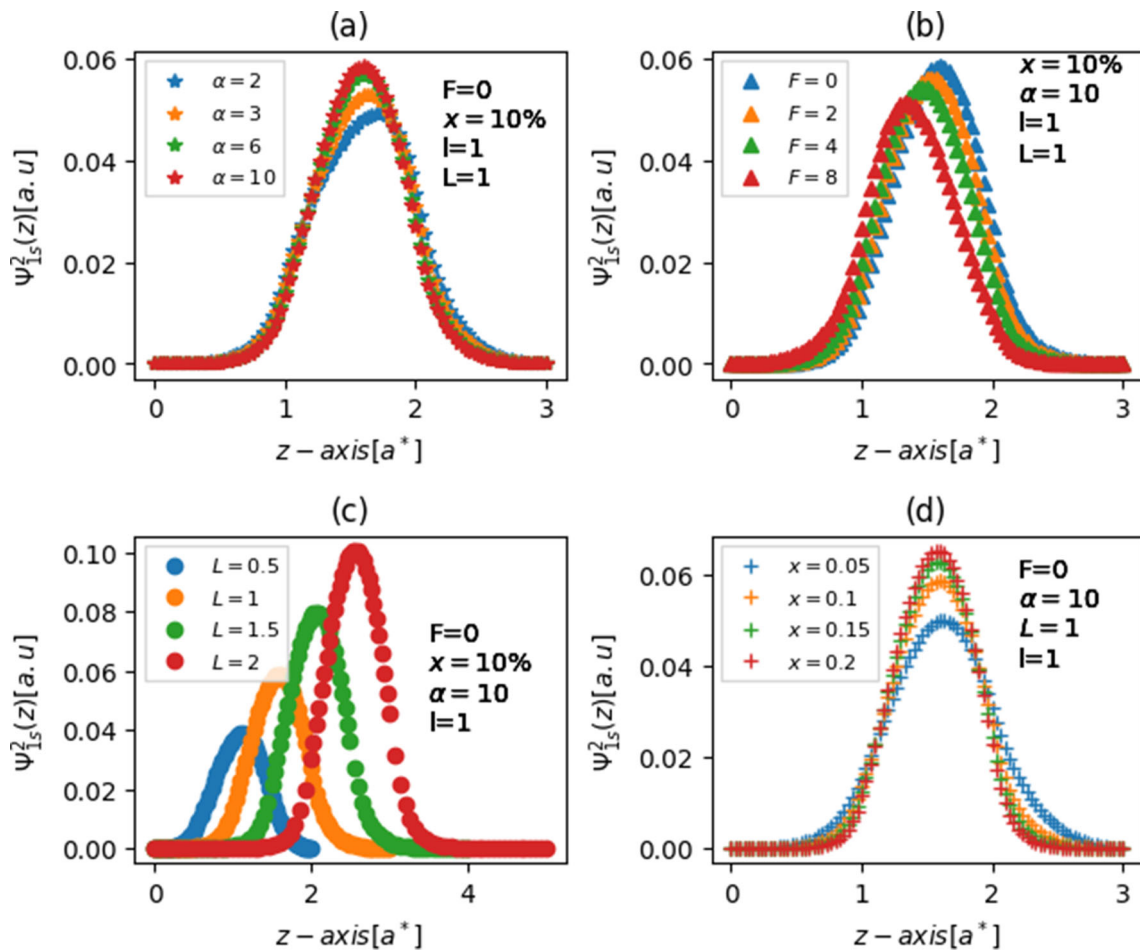 (a)
Ψ²₁ₛ(z)[a.u]
0.06
0.04
0.02
0.00
α = 2
α = 3
α = 6
α = 10
F=0
x = 10%
l=1
L=1
0 1 2 3
z − axis[a*]
(b)
Ψ²₁ₛ(z)[a.u]
0.06
0.04
0.02
0.00
F = 0
F = 2
F = 4
F = 8
x = 10%
α = 10
l=1
L=1
0 1 2 3
z − axis[a*]
(c)
Ψ²₁ₛ(z)[a.u]
0.10
0.08
0.06
0.04
0.02
0.00
L = 0.5
L = 1
L = 1.5
L = 2
F=0
x = 10%
α = 10
l=1
0 2 4
z − axis[a*]
(d)
Ψ²₁ₛ(z)[a.u]
0.06
0.04
0.02
0.00
x = 0.05
x = 0.1
x = 0.15
x = 0.2
F=0
α = 10
L = 1
l=1
0 1 2 3
z − axis[a*]